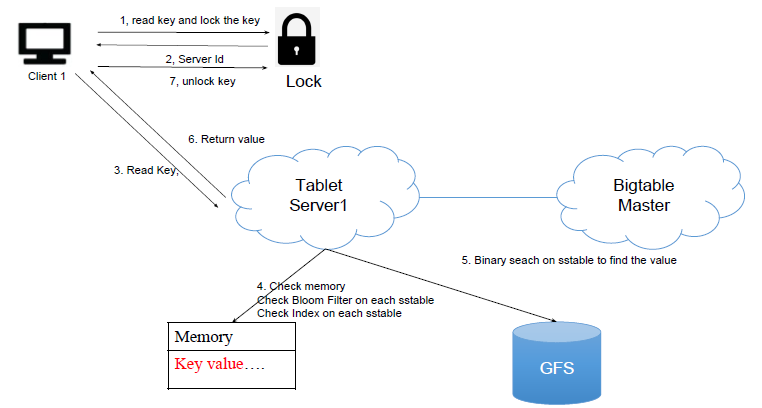 1, read key and lock the key
2, Server Id
Client 1
7, unlock key
Lock
6. Return value
3. Read Key,
Tablet
Server1
Bigtable
Master
5. Binary seach on sstable to find the value
4. Check memory
Check Bloom Filter on each sstable
Check Index on each sstable
Memory
Key value….
GFS